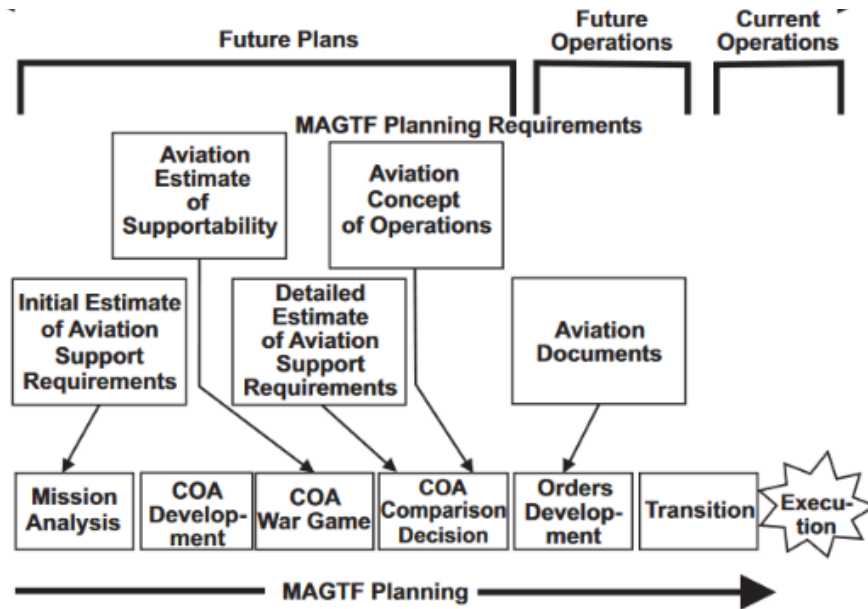 Future Plans
Future
Operations
Current
Operations
MAGTF Planning Requirements
Aviation
Estimate
of
Supportability
Aviation
Concept
of Operations
Initial Estimate
of Aviation
Support
Requirements
Detailed
Estimate
of Aviation
Support
Requirements
Aviation
Documents
Mission
Analysis
COA
Develop-
ment
COA
War Game
COA
Comparison
Decision
Orders
Develop-
ment
Transition
Execu-
tion
MAGTF Planning